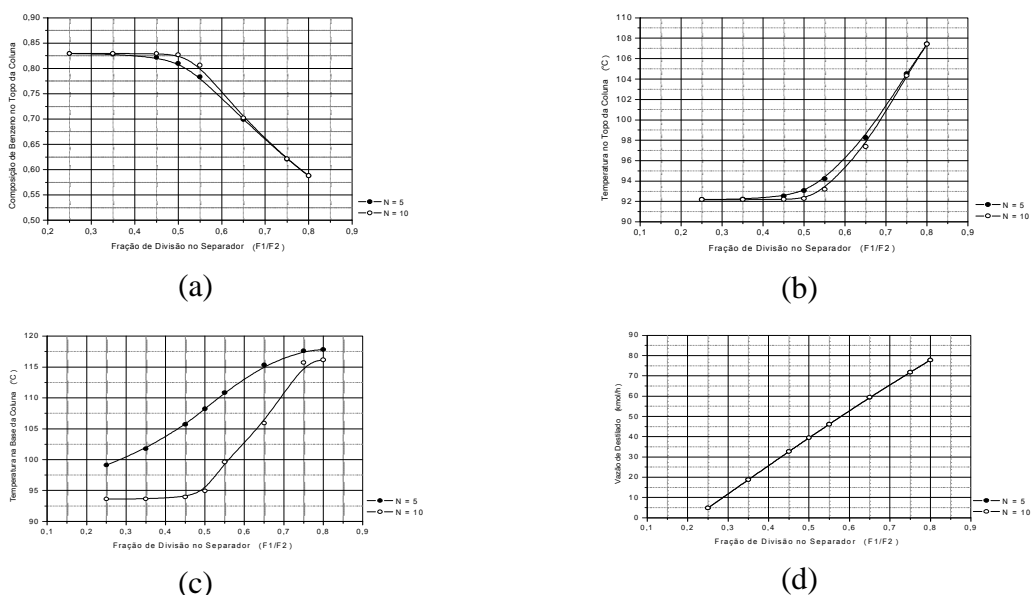 Composição de Benzeno no Topo da Coluna
0,90
0,85
0,80
0,75
0,70
0,65
0,60
0,55
0,50
0,1 0,2 0,3 0,4 0,5 0,6 0,7 0,8 0,9
Fração de Divisão no Separador (F1/F2)
N = 5
N = 10
(a)
Temperatura no Topo da Coluna (°C)
110
108
106
104
102
100
98
96
94
92
90
0,1 0,2 0,3 0,4 0,5 0,6 0,7 0,8 0,9
Fração de Divisão no Separador (F1/F2)
N = 5
N = 10
(b)
Temperatura na Base da Coluna (°C)
120
115
110
105
100
95
90
0,1 0,2 0,3 0,4 0,5 0,6 0,7 0,8 0,9
Fração de Divisão no Separador (F1/F2)
N = 5
N = 10
(c)
Vazão de Destilado (kmol/h)
90
80
70
60
50
40
30
20
10
0
0,1 0,2 0,3 0,4 0,5 0,6 0,7 0,8 0,9
Fração de Divisão no Separador (F1/F2)
N = 5
N = 10
(d)